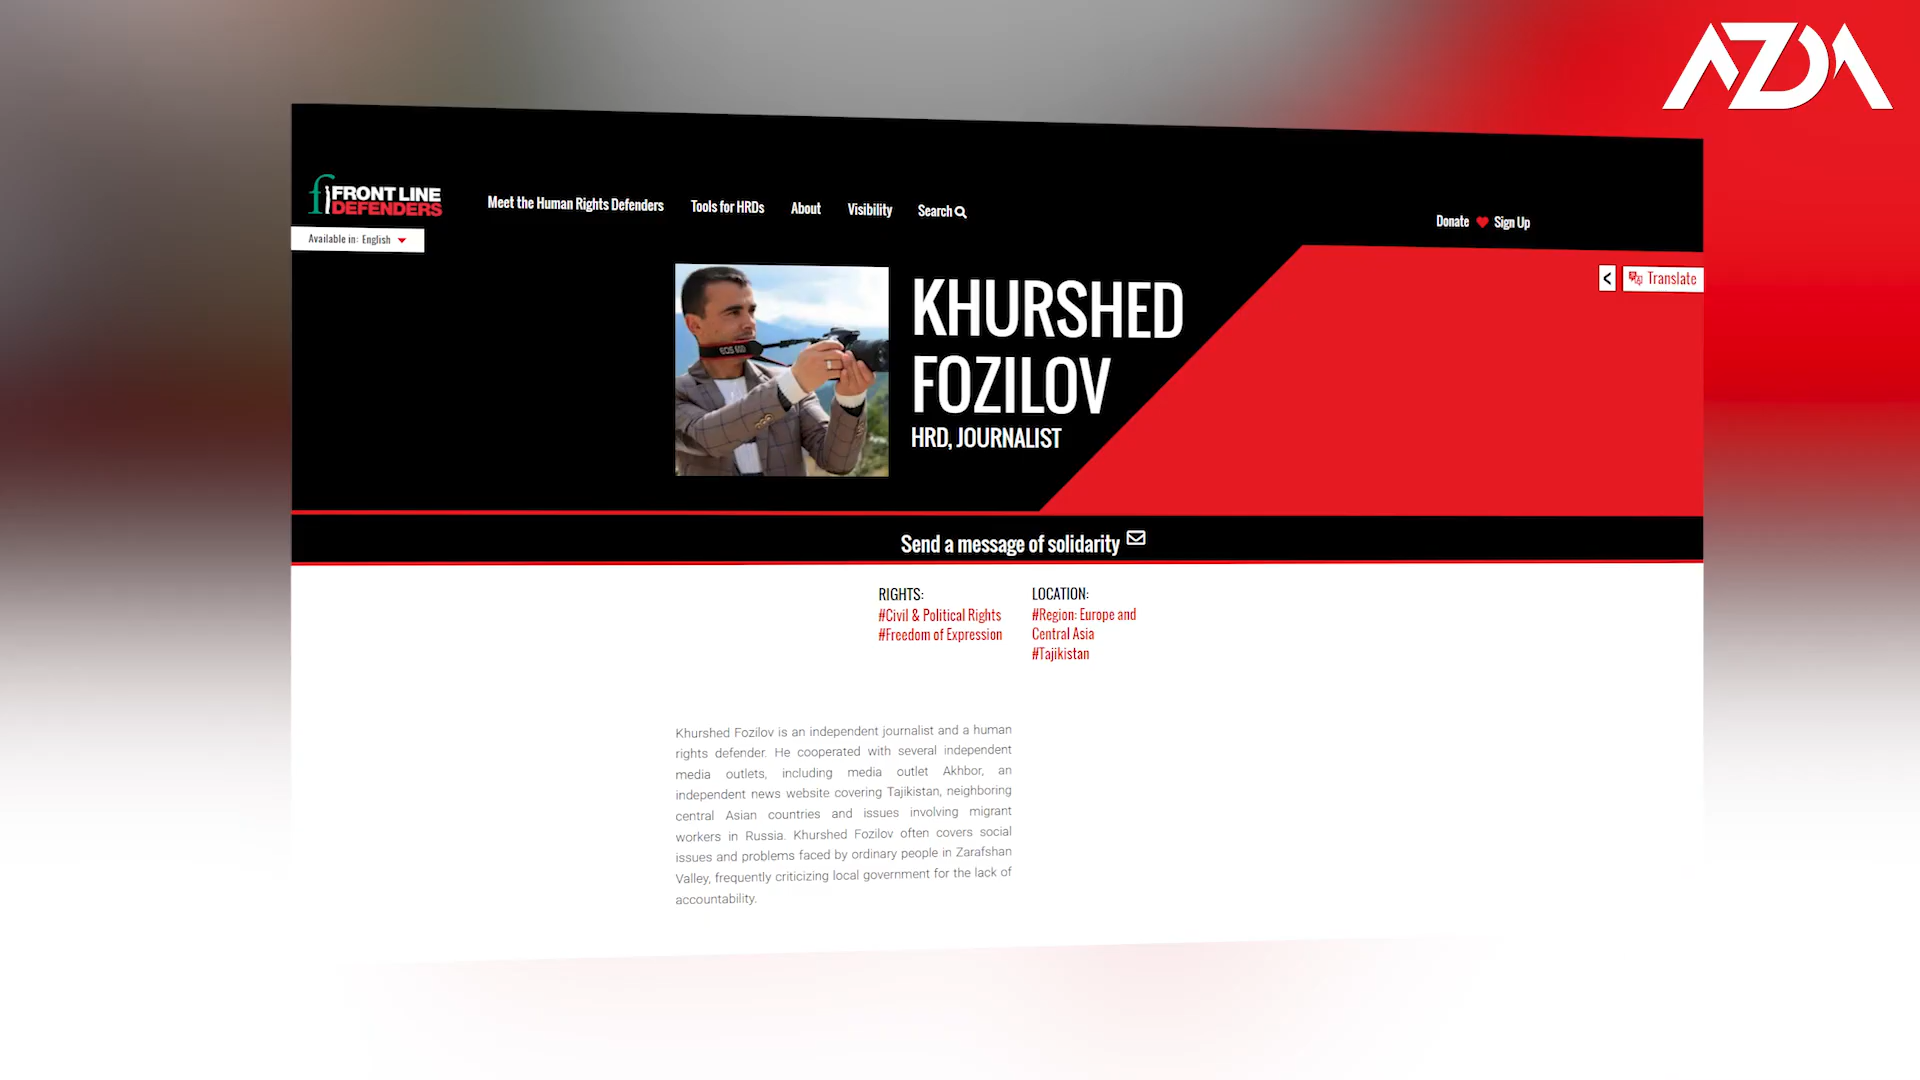 AZDA
FRONT LINE
DEFENDERS
Meet the Human Rights Defenders
Tools for HRDs
About
Visibility
Search
Donate
Sign Up
Available in: English
Translate
EOS 60D
KHURSHED
FOZILOV
HRD, JOURNALIST
Send a message of solidarity
RIGHTS:
#Civil & Political Rights
#Freedom of Expression
LOCATION:
#Region: Europe and
Central Asia
#Tajikistan
Khurshed Fozilov is an independent journalist and a human
rights defender. He cooperated with several independent
media outlets, including media outlet Akhbor, an
independent news website covering Tajikistan, neighboring
central Asian countries and issues involving migrant
workers in Russia. Khurshed Fozilov often covers social
issues and problems faced by ordinary people in Zarafshan
Valley, frequently criticizing local government for the lack of
accountability.